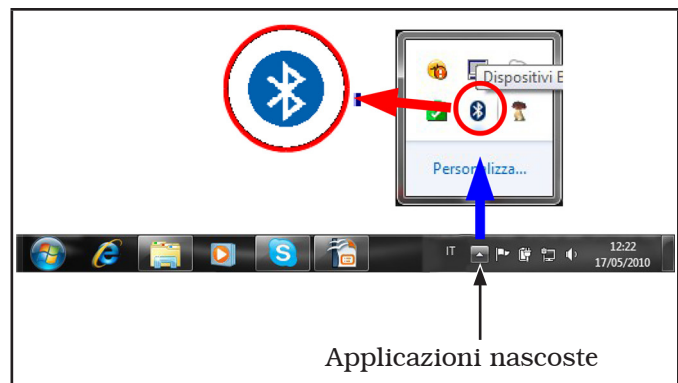 Dispositivi B
Personalizza...
IT
12:22
17/05/2010
Applicazioni nascoste